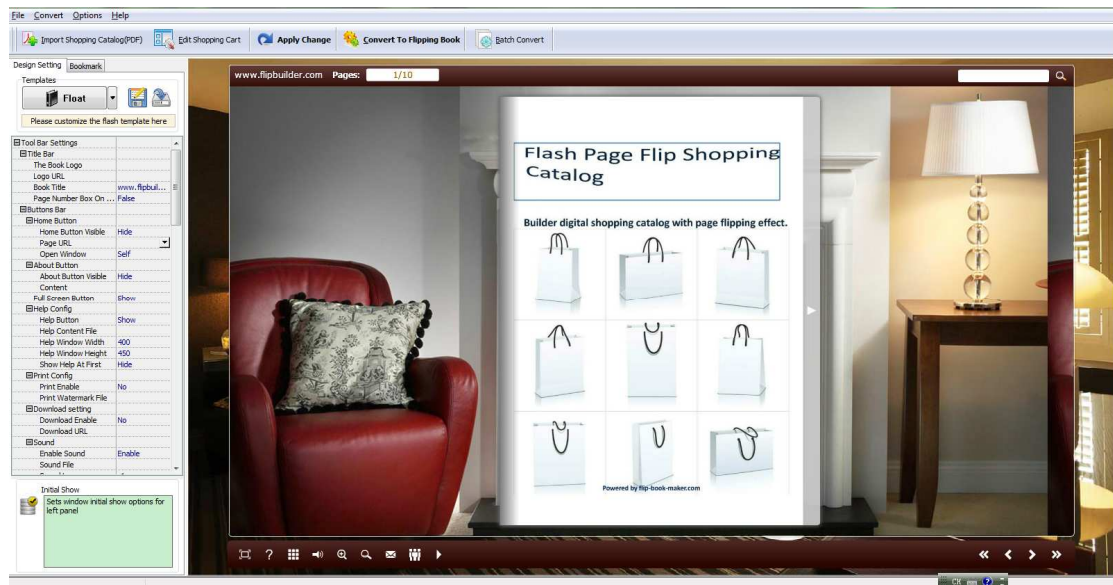 File Convert Options Help
Import Shopping Catalog(PDF) Edit Shopping Cart Apply Change Convert To Flipping Book Batch Convert
Design Setting Bookmark
Templates
Float
Please customize the flash template here
Tool Bar Settings
Title Bar
The Book Logo
Logo URL
Book Title www.flipbuil...
Page Number Box On ... False
Buttons Bar
Home Button
Home Button Visible Hide
Page URL
Open Window Self
About Button
About Button Visible Hide
Content
Full Screen Button Show
Help Config
Help Button Show
Help Content File
Help Window Width 400
Help Window Height 450
Show Help At First Hide
Print Config
Print Enable No
Print Watermark File
Download setting
Download Enable No
Download URL
Sound
Enable Sound Enable
Sound File
Initial Show
Sets window initial show options for
left panel
www.flipbuilder.com Pages: 1/10
Flash Page Flip Shopping
Catalog
Builder digital shopping catalog with page flipping effect.
Powered by flip-book-maker.com
CH